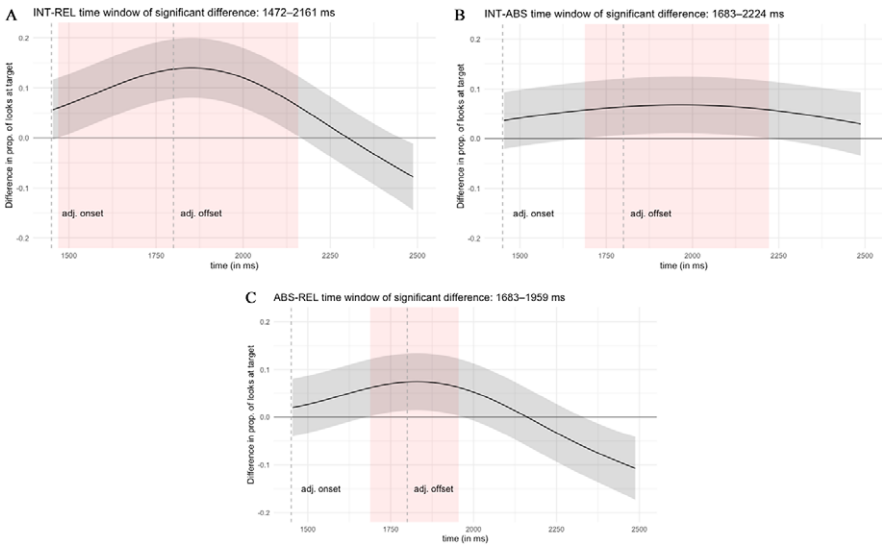 A INT-REL time window of significant difference: 1472–2161 ms
Difference in prop. of looks at target
0.2
0.1
0.0
-0.1
-0.2
adj. onset
adj. offset
1500 1750 2000 2250 2500
time (in ms)
B INT-ABS time window of significant difference: 1683–2224 ms
Difference in prop. of looks at target
0.2
0.1
0.0
-0.1
-0.2
adj. onset
adj. offset
1500 1750 2000 2250 2500
time (in ms)
C ABS-REL time window of significant difference: 1683–1959 ms
Difference in prop. of looks at target
0.2
0.1
0.0
-0.1
-0.2
adj. onset
adj. offset
1500 1750 2000 2250 2500
time (in ms)